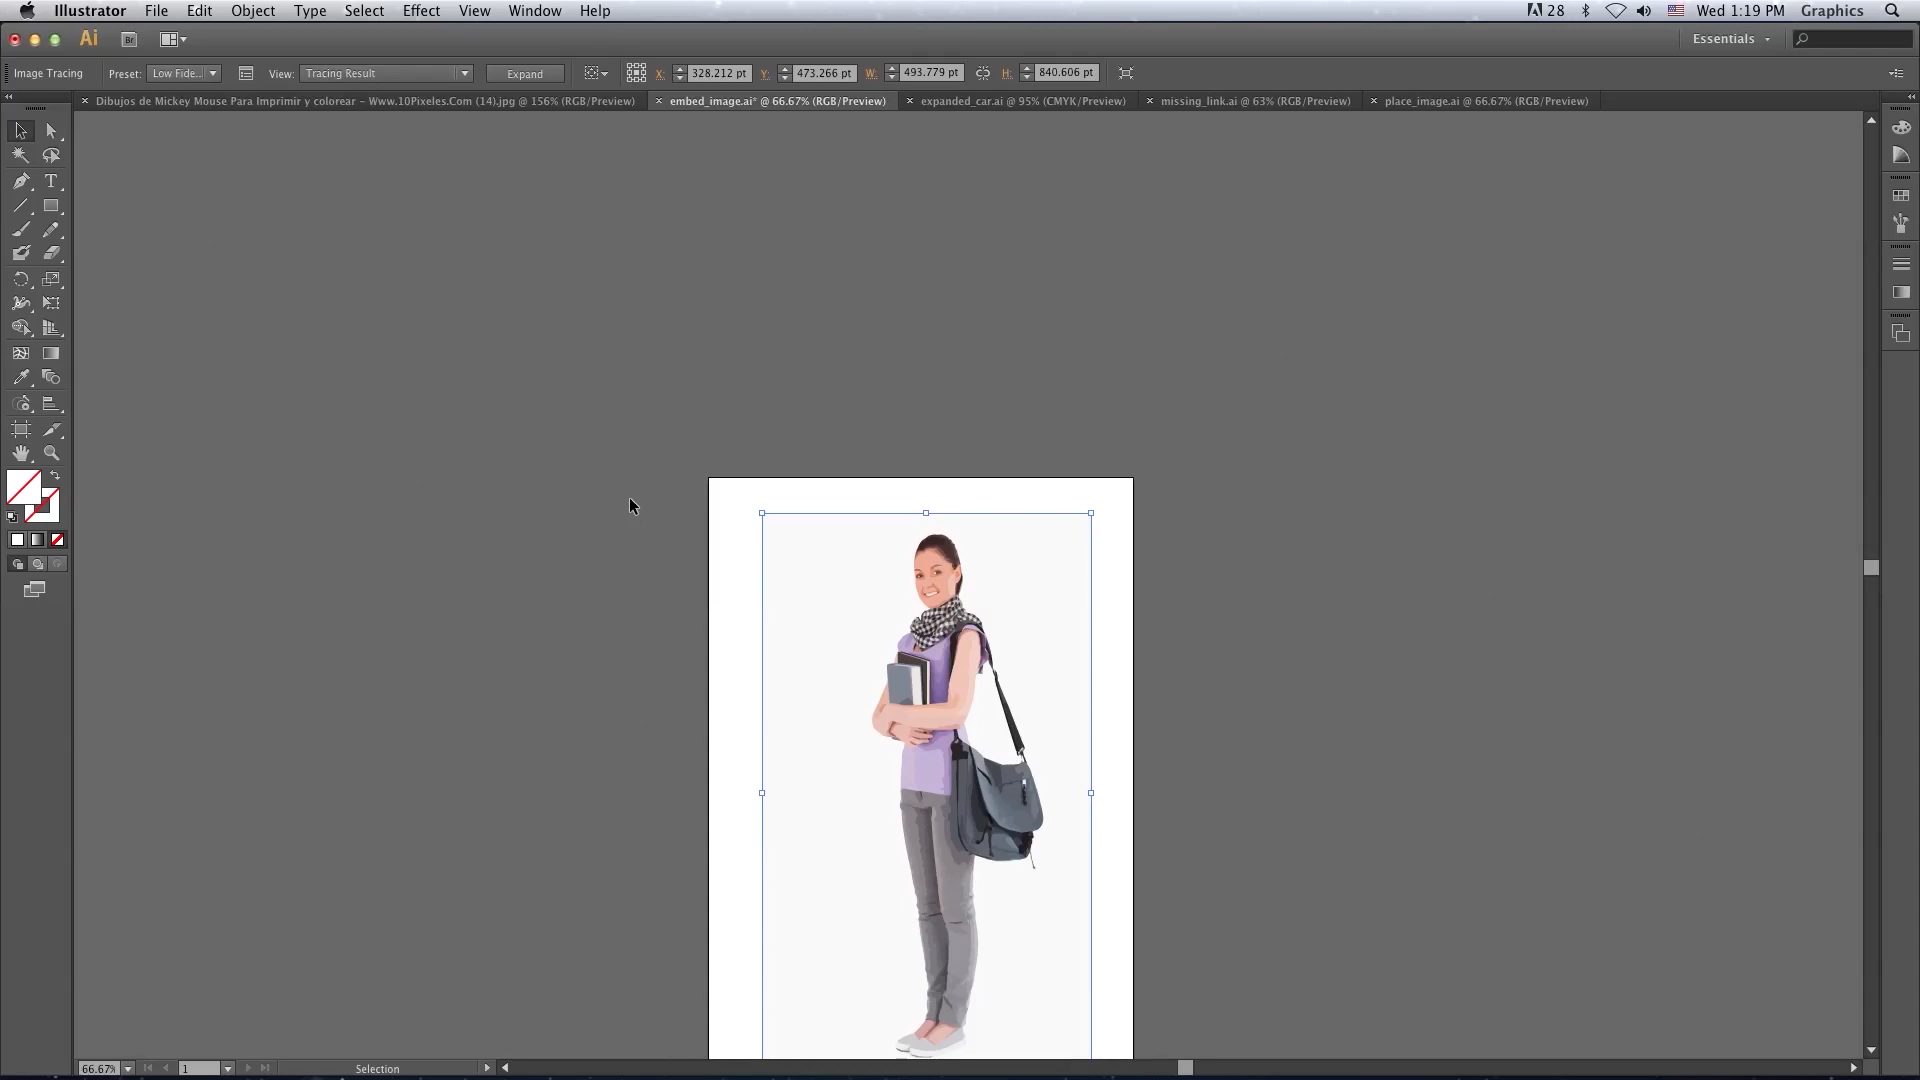 Illustrator File Edit Object Type Select Effect View Window Help 28 Wed 1:19 PM Graphics
Ai Br Essentials
Image Tracing Preset: Low Fide... View: Tracing Result Expand X: 328.212 pt Y: 473.266 pt W: 493.779 pt H: 840.606 pt
Dibujos de Mickey Mouse Para Imprimir y colorear – Www.10Pixeles.Com (14).jpg @ 156% (RGB/Preview) embed_image.ai* @ 66.67% (RGB/Preview) expanded_car.ai @ 95% (CMYK/Preview) missing_link.ai @ 63% (RGB/Preview) place_image.ai @ 66.67% (RGB/Preview)
66.67% 1 Selection